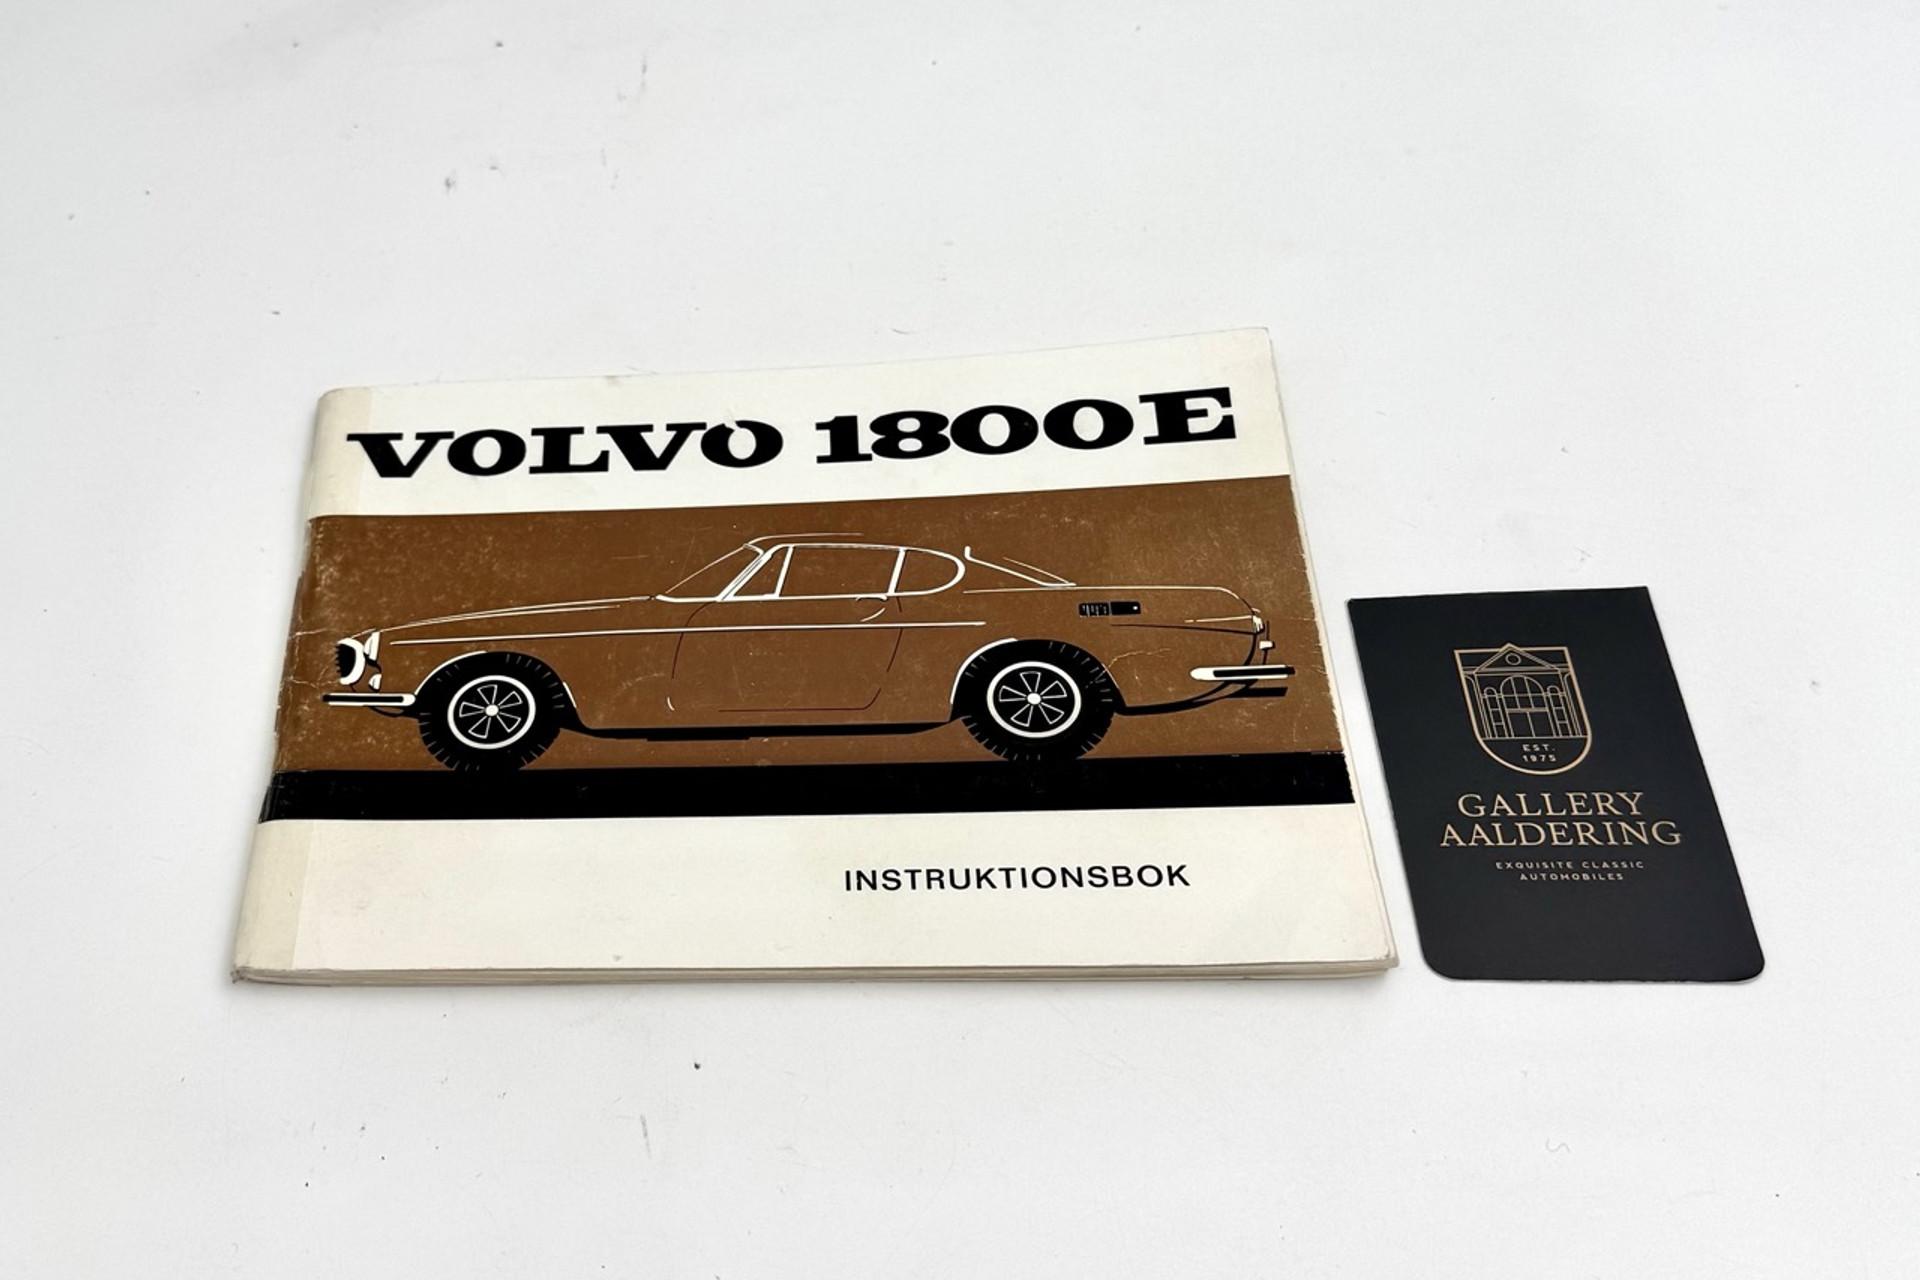 VOLVO 1800E
INSTRUKTIONSBOK
EST.
1975
GALLERY
AALDERING
EXQUISITE CLASSIC
AUTOMOBILES